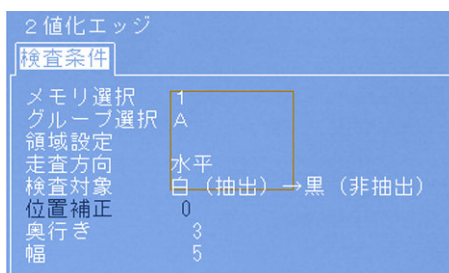 2値化エッジ
検査条件
メモリ選択 1
グループ選択 A
領域設定
走査方向 水平
検査対象 白(抽出)→黒(非抽出)
位置補正 0
奥行き 3
幅 5